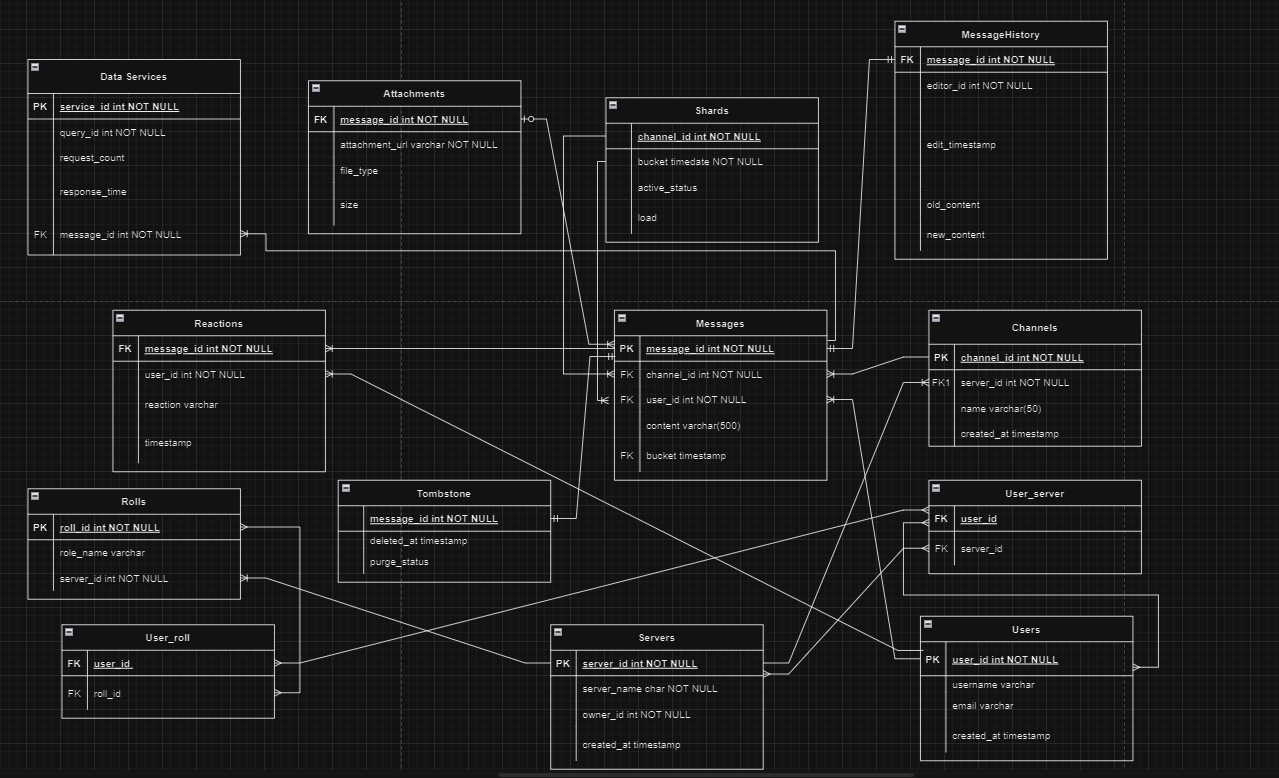 Data Services
PK service_id int NOT NULL
query_id int NOT NULL
request_count
response_time
FK message_id int NOT NULL
Attachments
FK message_id int NOT NULL
attachment_url varchar NOT NULL
file_type
size
Shards
channel_id int NOT NULL
bucket timedate NOT NULL
active_status
load
MessageHistory
FK message_id int NOT NULL
editor_id int NOT NULL
edit_timestamp
old_content
new_content
Reactions
FK message_id int NOT NULL
user_id int NOT NULL
reaction varchar
timestamp
Messages
PK message_id int NOT NULL
FK channel_id int NOT NULL
FK user_id int NOT NULL
content varchar(500)
FK bucket timestamp
Channels
PK channel_id int NOT NULL
FK1 server_id int NOT NULL
name varchar(50)
created_at timestamp
Rolls
PK roll_id int NOT NULL
role_name varchar
server_id int NOT NULL
Tombstone
message_id int NOT NULL
deleted_at timestamp
purge_status
User_server
FK user_id
FK server_id
User_roll
FK user_id
FK roll_id
Servers
PK server_id int NOT NULL
server_name char NOT NULL
owner_id int NOT NULL
created_at timestamp
Users
PK user_id int NOT NULL
username varchar
email varchar
created_at timestamp